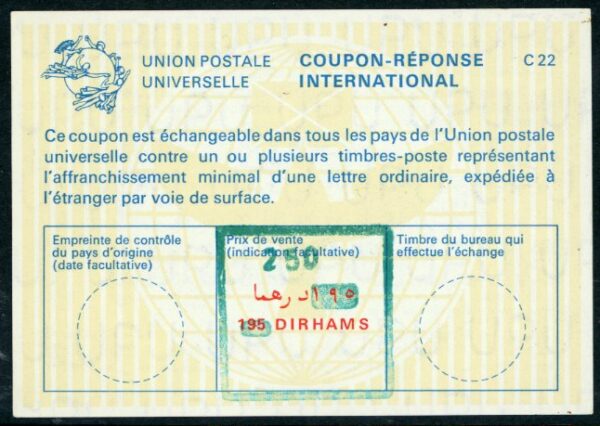 UNION POSTALE
UNIVERSELLE
COUPON-RÉPONSE
INTERNATIONAL
C 22
Ce coupon est échangeable dans tous les pays de l'Union postale
universelle contre un ou plusieurs timbres-poste représentant
l'affranchissement minimal d'une lettre ordinaire, expédiée à
l'étranger par voie de surface.
Empreinte de contrôle
du pays d'origine
(date facultative)
Prix de vente
(indication facultative)
250
١٩٥ درهما
195 DIRHAMS
Timbre du bureau qui
effectue l'échange